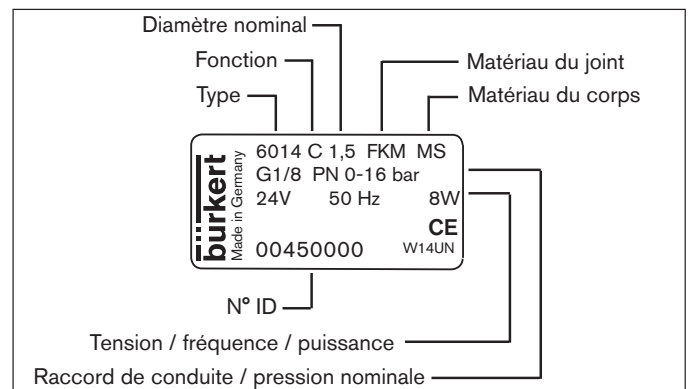 Diamètre nominal
Fonction
Matériau du joint
Type
Matériau du corps
bürkert
Made in Germany
6014 C 1,5 FKM MS
G1/8 PN 0-16 bar
24V 50 Hz 8W
CE
00450000 W14UN
N° ID
Tension / fréquence / puissance
Raccord de conduite / pression nominale